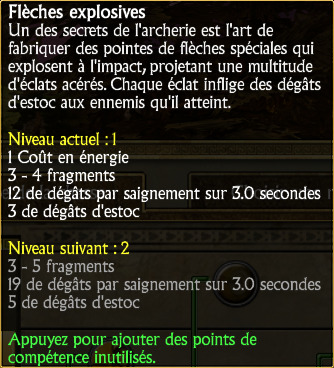 Flèches explosives
Un des secrets de l'archerie est l'art de
fabriquer des pointes de flèches spéciales qui
explosent à l'impact, projetant une multitude
d'éclats acérés. Chaque éclat inflige des dégâts
d'estoc aux ennemis qu'il atteint.
Niveau actuel : 1
1 Coût en énergie
3 - 4 fragments
12 de dégâts par saignement sur 3.0 secondes
3 de dégâts d'estoc
Niveau suivant : 2
3 - 5 fragments
19 de dégâts par saignement sur 3.0 secondes
5 de dégâts d'estoc
Appuyez pour ajouter des points de
compétence inutilisés.